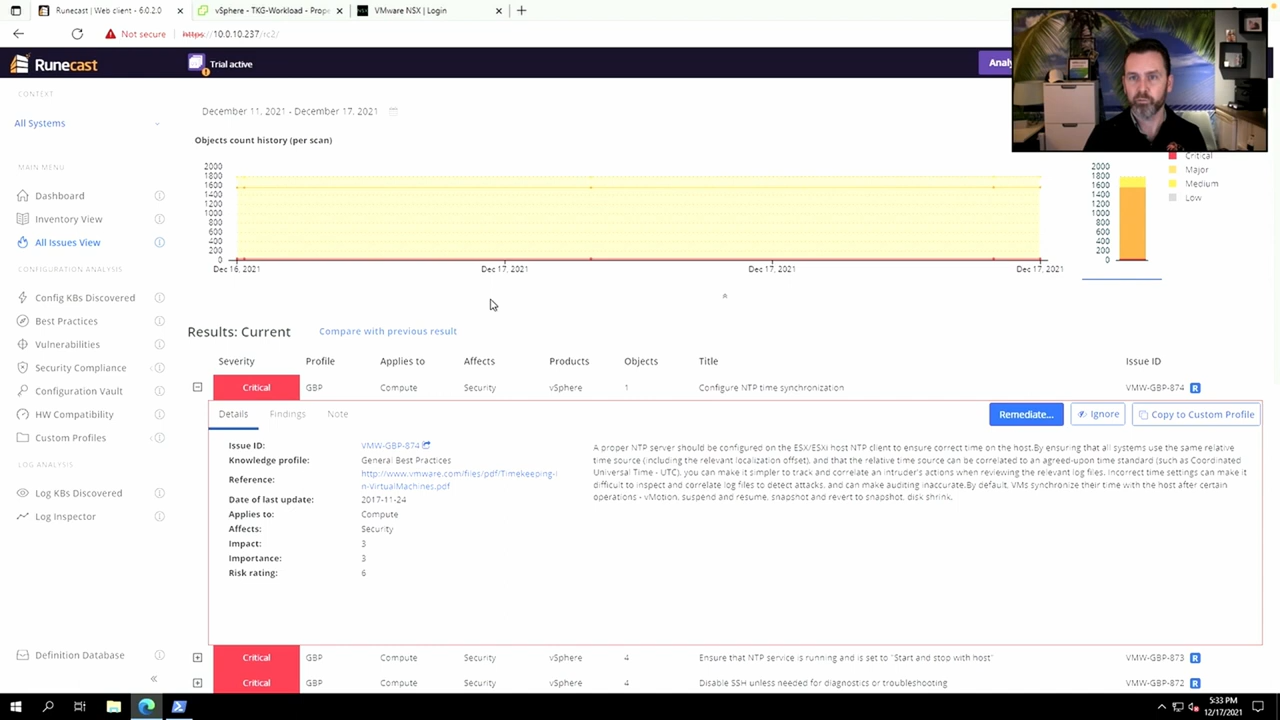 Runecast | Web client - 6.0.2.0
vSphere - TKG-Workload - Prope
VMware NSX | Login
Not secure
https://10.0.10.237/rc2/
Runecast
Trial active
CONTEXT
All Systems
MAIN MENU
Dashboard
Inventory View
All Issues View
CONFIGURATION ANALYSIS
Config KBs Discovered
Best Practices
Vulnerabilities
Security Compliance
Configuration Vault
HW Compatibility
Custom Profiles
LOG ANALYSIS
Log KBs Discovered
Log Inspector
Definition Database
December 11, 2021 - December 17, 2021
Objects count history (per scan)
2000
1800
1600
1400
1200
1000
800
600
400
200
0
Dec 16, 2021
Dec 17, 2021
Dec 17, 2021
Dec 17, 2021
2000
1800
1600
1400
1200
1000
800
600
400
200
0
Critical
Major
Medium
Low
Results: Current Compare with previous result
Severity Profile Applies to Affects Products Objects Title Issue ID
Critical GBP Compute Security vSphere 1 Configure NTP time synchronization VMW-GBP-874 R
Details Findings Note Remediate... Ignore Copy to Custom Profile
Issue ID: VMW-GBP-874
Knowledge profile: General Best Practices
Reference: http://www.vmware.com/files/pdf/Timekeeping-I
n-VirtualMachines.pdf
Date of last update: 2017-11-24
Applies to: Compute
Affects: Security
Impact: 3
Importance: 3
Risk rating: 6
A proper NTP server should be configured on the ESX/ESXi host NTP client to ensure correct time on the host.By ensuring that all systems use the same relative
time source (including the relevant localization offset), and that the relative time source can be correlated to an agreed-upon time standard (such as Coordinated
Universal Time - UTC), you can make it simpler to track and correlate an intruder's actions when reviewing the relevant log files. Incorrect time settings can make it
difficult to inspect and correlate log files to detect attacks, and can make auditing inaccurate.By default, VMs synchronize their time with the host after certain
operations - vMotion, suspend and resume, snapshot and revert to snapshot, disk shrink.
Critical GBP Compute Security vSphere 4 Ensure that NTP service is running and is set to "Start and stop with host" VMW-GBP-873 R
Critical GBP Compute Security vSphere 4 Disable SSH unless needed for diagnostics or troubleshooting VMW-GBP-872 R
5:33 PM
12/17/2021